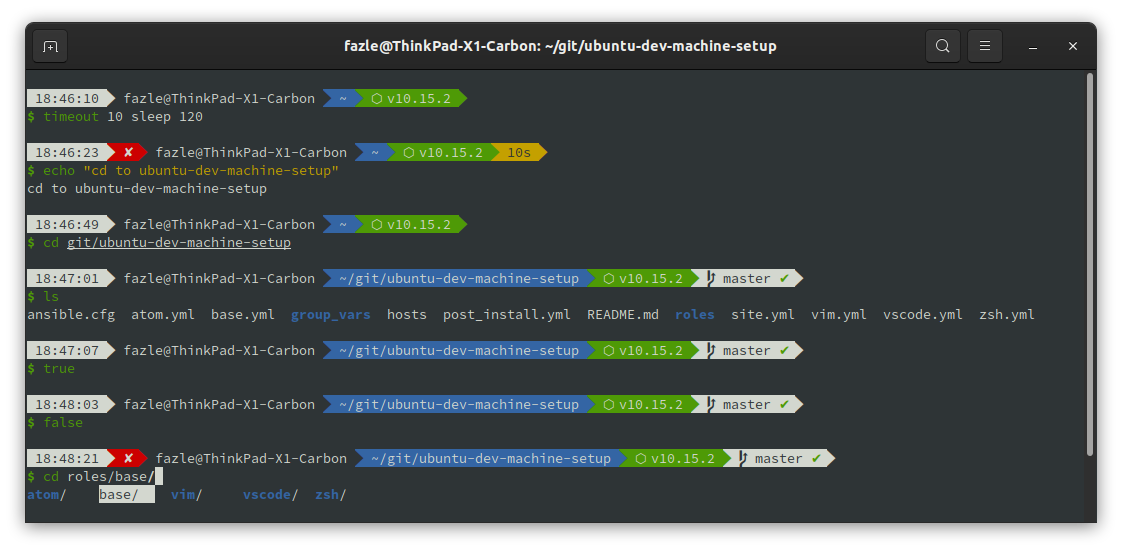 fazle@ThinkPad-X1-Carbon: ~/git/ubuntu-dev-machine-setup
18:46:10 fazle@ThinkPad-X1-Carbon ~ ⬡ v10.15.2
$ timeout 10 sleep 120
18:46:23 ✘ fazle@ThinkPad-X1-Carbon ~ ⬡ v10.15.2 10s
$ echo "cd to ubuntu-dev-machine-setup"
cd to ubuntu-dev-machine-setup
18:46:49 fazle@ThinkPad-X1-Carbon ~ ⬡ v10.15.2
$ cd git/ubuntu-dev-machine-setup
18:47:01 fazle@ThinkPad-X1-Carbon ~/git/ubuntu-dev-machine-setup ⬡ v10.15.2 master ✔
$ ls
ansible.cfg atom.yml base.yml group_vars hosts post_install.yml README.md roles site.yml vim.yml vscode.yml zsh.yml
18:47:07 fazle@ThinkPad-X1-Carbon ~/git/ubuntu-dev-machine-setup ⬡ v10.15.2 master ✔
$ true
18:48:03 fazle@ThinkPad-X1-Carbon ~/git/ubuntu-dev-machine-setup ⬡ v10.15.2 master ✔
$ false
18:48:21 ✘ fazle@ThinkPad-X1-Carbon ~/git/ubuntu-dev-machine-setup ⬡ v10.15.2 master ✔
$ cd roles/base/
atom/ base/ vim/ vscode/ zsh/